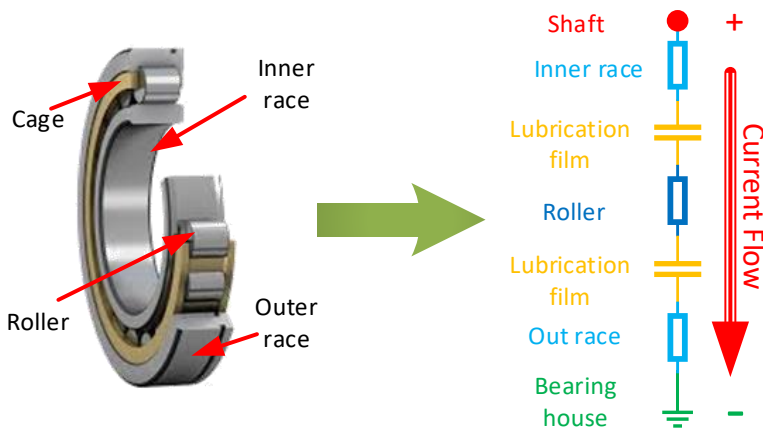 Cage
Inner
race
Roller
Outer
race
Shaft
+
Inner race
Lubrication
film
Roller
Lubrication
film
Out race
Bearing
house
-
Current Flow